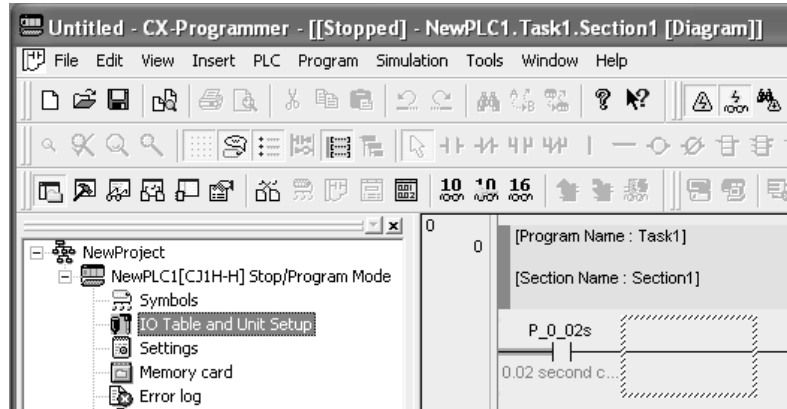 Untitled - CX-Programmer - [[Stopped] - NewPLC1.Task1.Section1 [Diagram]]
File Edit View Insert PLC Program Simulation Tools Window Help
10 10 16
0
0
[Program Name : Task1]
[Section Name : Section1]
P_0_02s
0.02 second c...
NewProject
NewPLC1[CJ1H-H] Stop/Program Mode
Symbols
IO Table and Unit Setup
Settings
Memory card
Error log